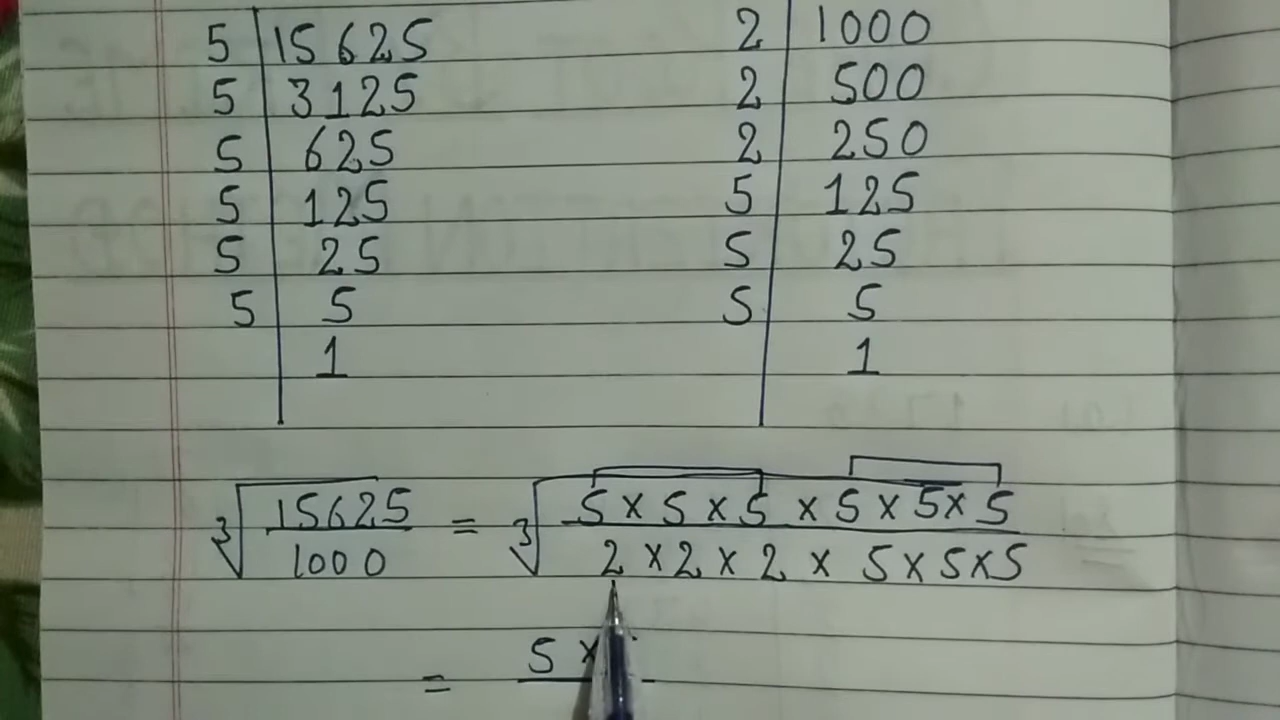 5 | 15625
5 | 3125
5 | 625
5 | 125
5 | 25
5 | 5
1
2 | 1000
2 | 500
2 | 250
5 | 125
5 | 25
5 | 5
1
∛(15625/1000) = ∛((5 × 5 × 5 × 5 × 5 × 5)/(2 × 2 × 2 × 5 × 5 × 5))
= 5 ×